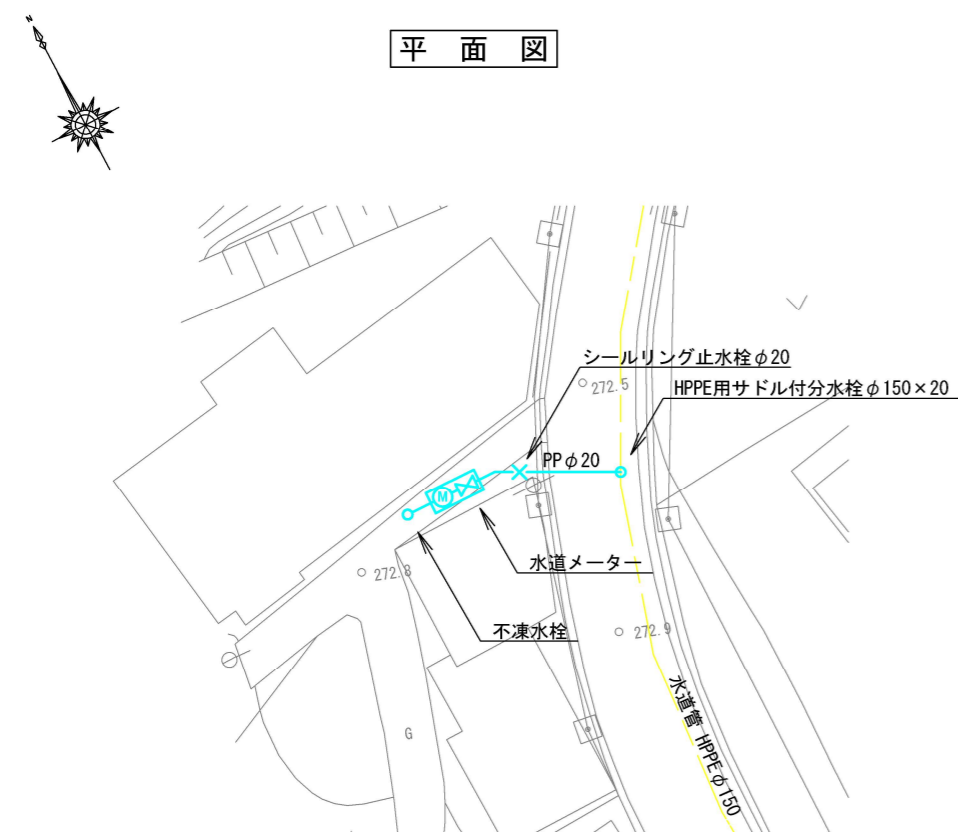 N
平 面 図
シールリング止水栓φ20
272.5
HPPE用サドル付分水栓φ150×20
PPφ20
M
水道メーター
272.8
不凍水栓
272.9
水道管 HPPEφ150
G